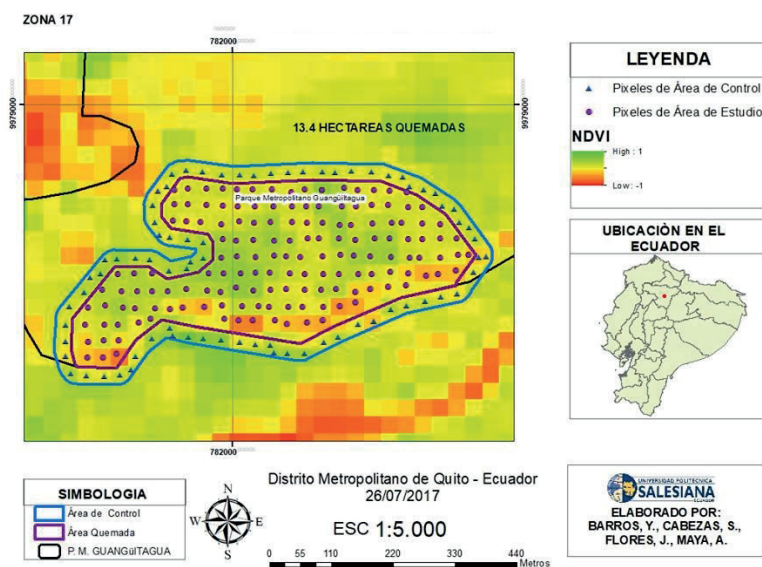 ZONA 17
782000
LEYENDA
Pixeles de Área de Control
Pixeles de Área de Estudio
NDVI
High : 1
Low : -1
9979000
9979000
13.4 HECTAREAS QUEMADAS
Parque Metropolitano Guangüiltagua
UBICACIÒN EN EL
ECUADOR
782000
SIMBOLOGIA
Área de Control
Área Quemada
P. M. GUANGüILTAGUA
N
W
E
S
Distrito Metropolitano de Quito - Ecuador
26/07/2017
ESC 1:5.000
0 55 110 220 330 440
Metros
UNIVERSIDAD POLITÉCNICA
SALESIANA
ECUADOR
ELABORADO POR:
BARROS, Y., CABEZAS, S.,
FLORES, J., MAYA, A.